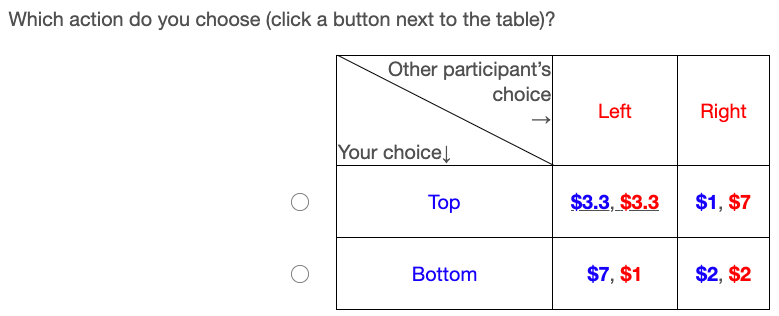 Which action do you choose (click a button next to the table)?
Other participant's
choice
→
Your choice↓
Left
Right
Top
$3.3, $3.3
$1, $7
Bottom
$7, $1
$2, $2